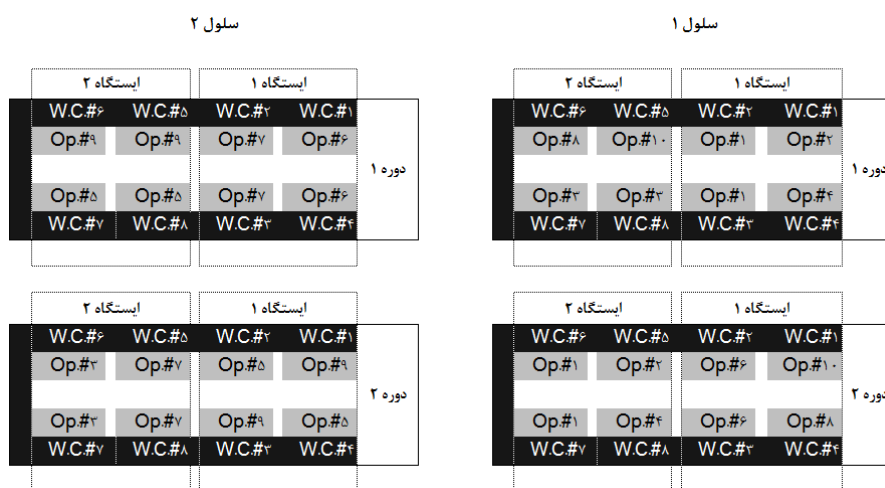 سلول ۱
ایستگاه ۱ ایستگاه ۲
W.C.#۱ W.C.#۲ W.C.#۵ W.C.#۶
Op.#۲ Op.#۱ Op.#۱۰ Op.#۸
دوره ۱
Op.#۴ Op.#۱ Op.#۳ Op.#۳
W.C.#۴ W.C.#۳ W.C.#۸ W.C.#۷
ایستگاه ۱ ایستگاه ۲
W.C.#۱ W.C.#۲ W.C.#۵ W.C.#۶
Op.#۱۰ Op.#۶ Op.#۲ Op.#۱
دوره ۲
Op.#۸ Op.#۶ Op.#۴ Op.#۱
W.C.#۴ W.C.#۳ W.C.#۸ W.C.#۷
سلول ۲
ایستگاه ۱ ایستگاه ۲
W.C.#۱ W.C.#۲ W.C.#۵ W.C.#۶
Op.#۶ Op.#۷ Op.#۹ Op.#۹
دوره ۱
Op.#۶ Op.#۷ Op.#۵ Op.#۵
W.C.#۴ W.C.#۳ W.C.#۸ W.C.#۷
ایستگاه ۱ ایستگاه ۲
W.C.#۱ W.C.#۲ W.C.#۵ W.C.#۶
Op.#۹ Op.#۵ Op.#۷ Op.#۳
دوره ۲
Op.#۵ Op.#۹ Op.#۷ Op.#۳
W.C.#۴ W.C.#۳ W.C.#۸ W.C.#۷